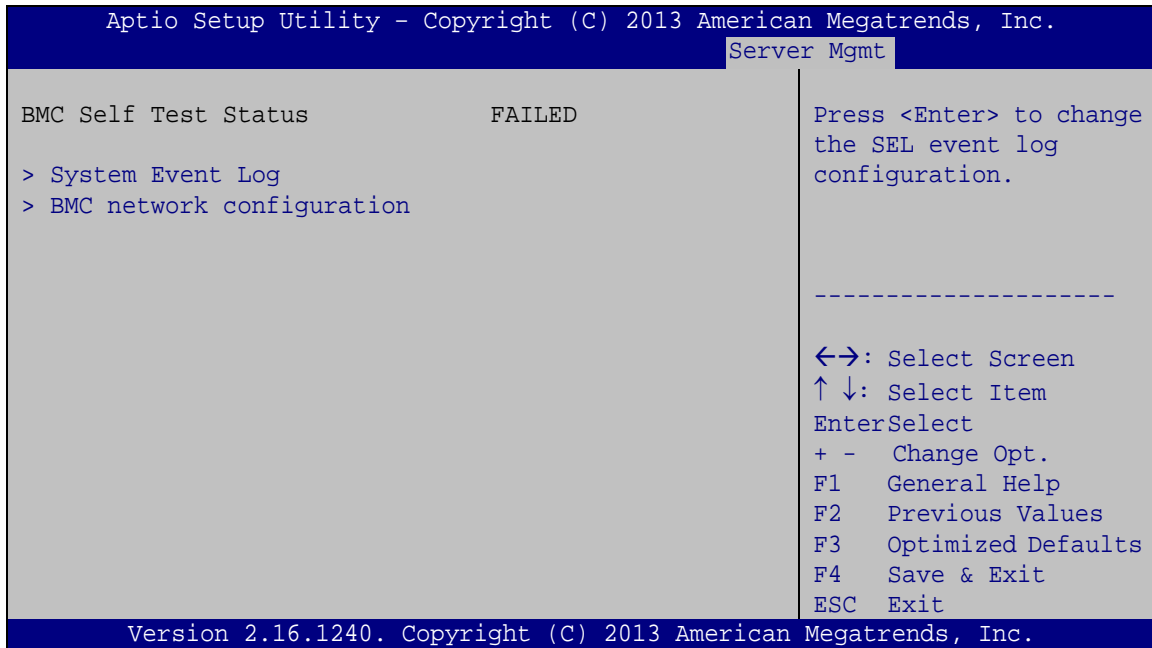 Aptio Setup Utility – Copyright (C) 2013 American Megatrends, Inc.
Server Mgmt
BMC Self Test Status FAILED
> System Event Log
> BMC network configuration
Press <Enter> to change
the SEL event log
configuration.
---------------------
←→: Select Screen
↑ ↓: Select Item
EnterSelect
+ - Change Opt.
F1 General Help
F2 Previous Values
F3 Optimized Defaults
F4 Save & Exit
ESC Exit
Version 2.16.1240. Copyright (C) 2013 American Megatrends, Inc.